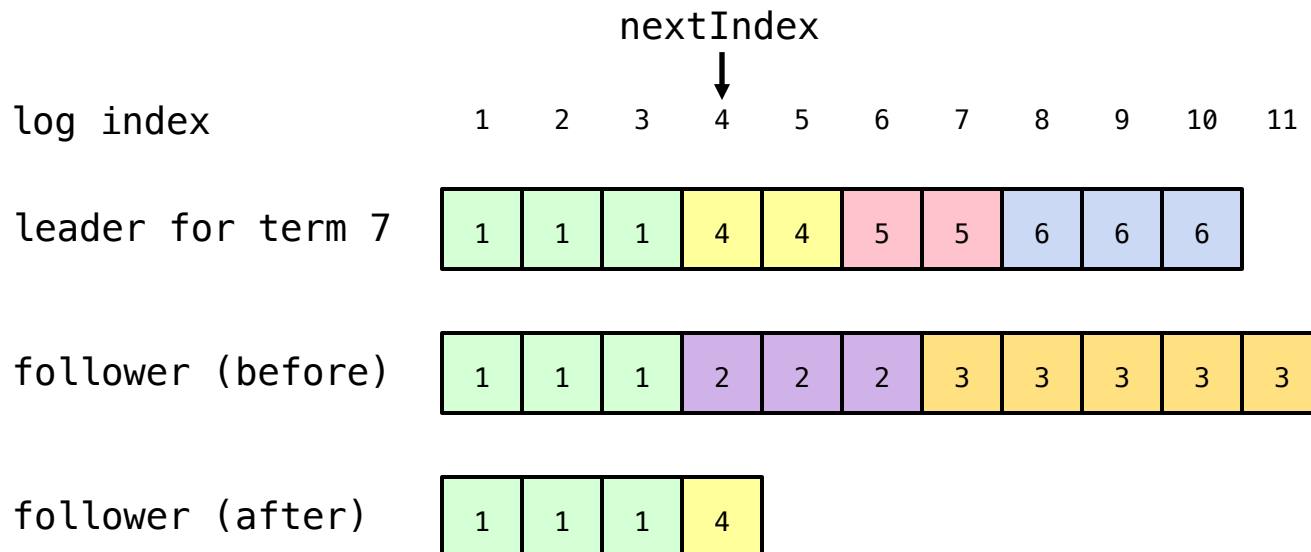 nextIndex
log index 1 2 3 4 5 6 7 8 9 10 11
leader for term 7 1 1 1 4 4 5 5 6 6 6
follower (before) 1 1 1 2 2 2 3 3 3 3 3
follower (after) 1 1 1 4